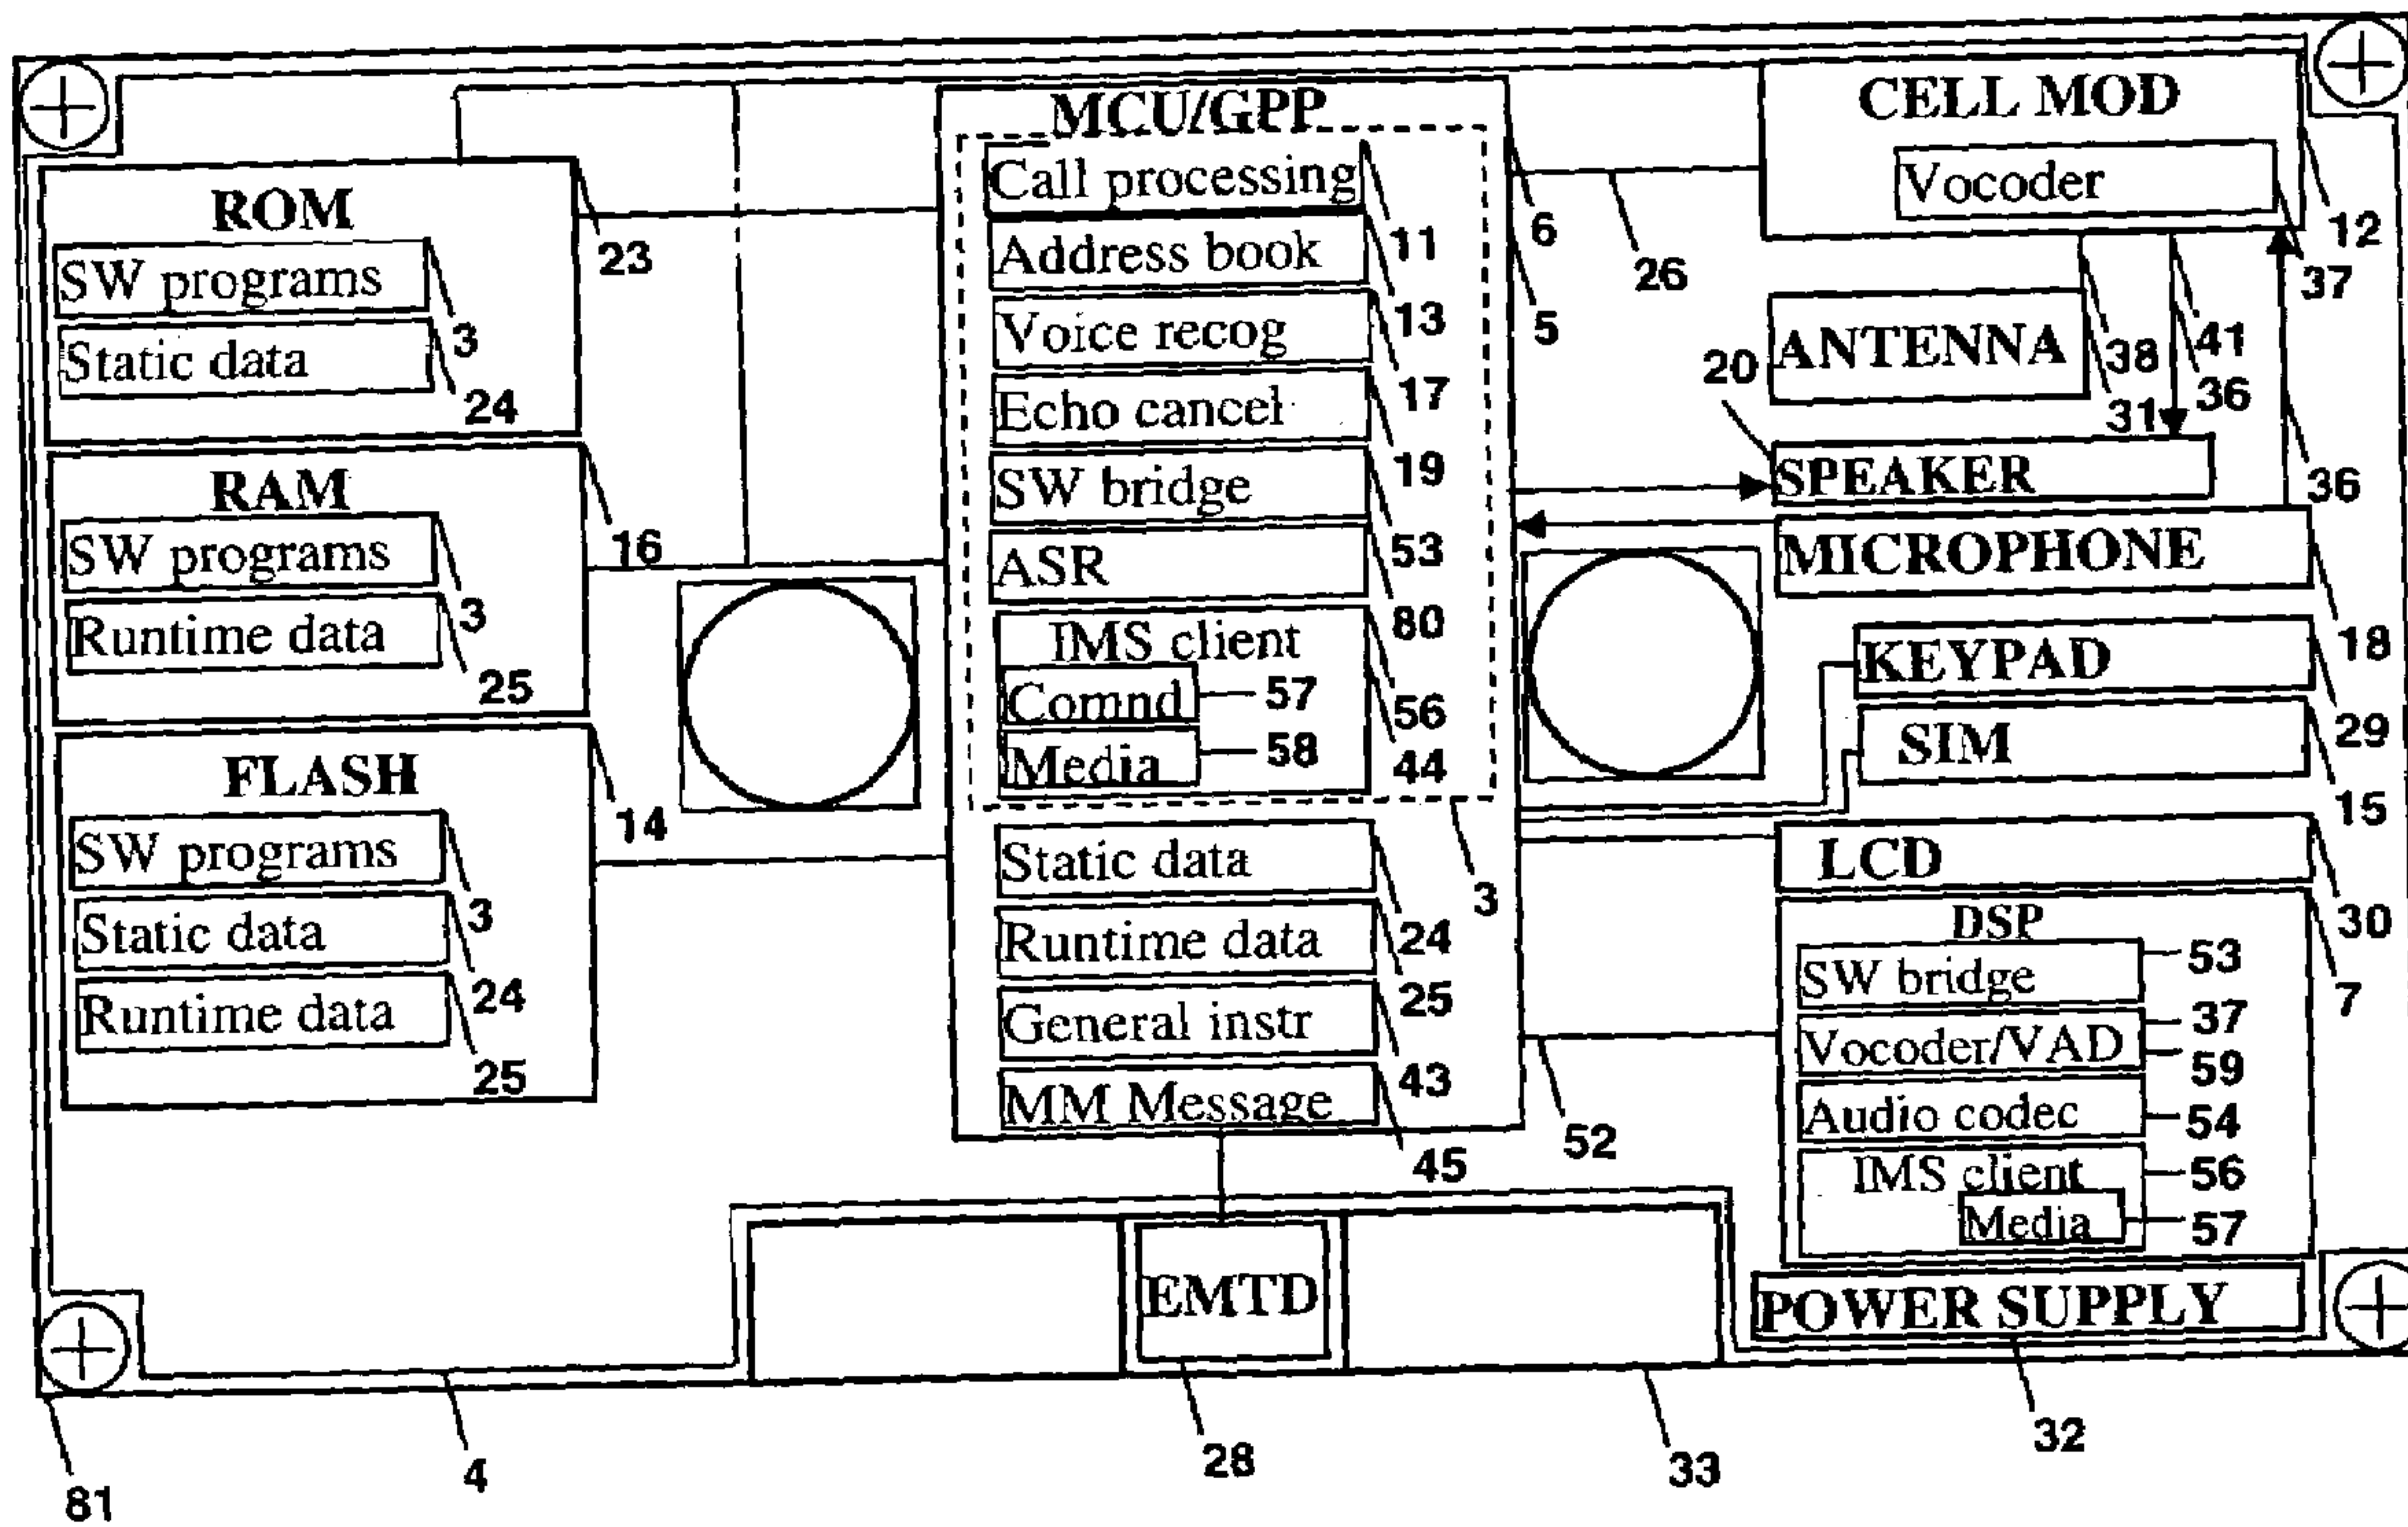 ROM
SW programs
Static data
23
3
24
RAM
SW programs
Runtime data
16
3
25
FLASH
SW programs
Static data
Runtime data
14
3
24
25
MCU/GPP
Call processing
Address book
Voice recog
Echo cancel
SW bridge
ASR
IMS client
Comnd
57
Media
58
11
13
17
19
53
80
56
44
6
5
3
Static data
Runtime data
General instr
MM Message
24
25
43
45
26
CELL MOD
Vocoder
12
37
ANTENNA
20
38
31
41
36
36
SPEAKER
MICROPHONE
18
KEYPAD
29
SIM
15
LCD
30
DSP
7
SW bridge
53
Vocoder/VAD
37
59
Audio codec
54
IMS client
56
Media
57
52
POWER SUPPLY
EMTD
81
4
28
33
32